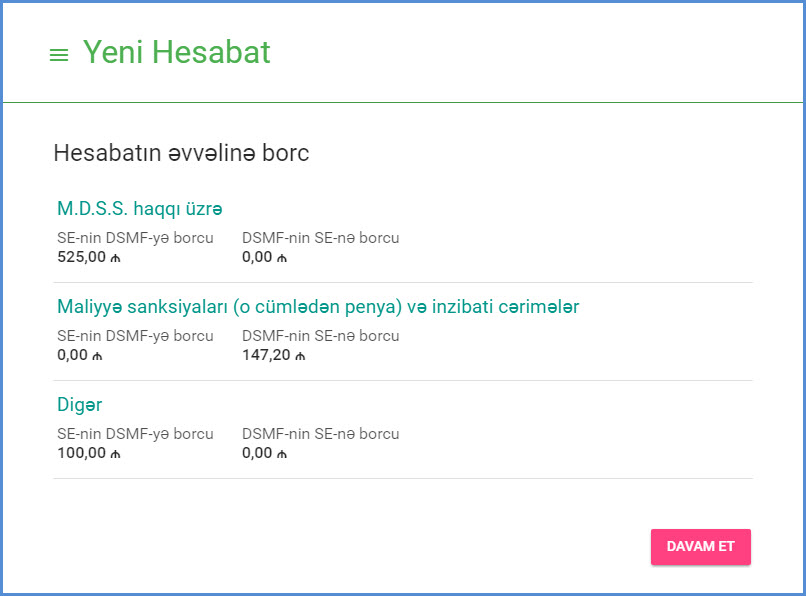 Yeni Hesabat
Hesabatın əvvəlinə borc
M.D.S.S. haqqı üzrə
SE-nin DSMF-yə borcu DSMF-nin SE-nə borcu
525,00 ₼ 0,00 ₼
Maliyyə sanksiyaları (o cümlədən penya) və inzibati cərimələr
SE-nin DSMF-yə borcu DSMF-nin SE-nə borcu
0,00 ₼ 147,20 ₼
Digər
SE-nin DSMF-yə borcu DSMF-nin SE-nə borcu
100,00 ₼ 0,00 ₼
DAVAM ET